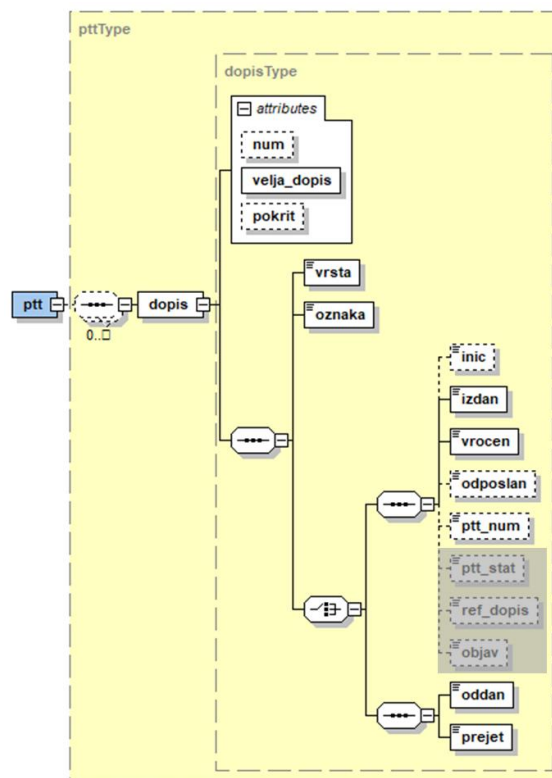 pttType
dopisType
attributes
num
velja_dopis
pokrit
ptt
dopis
0..
vrsta
oznaka
inic
izdan
vrocen
odposlan
ptt_num
ptt_stat
ref_dopis
objav
oddan
prejet